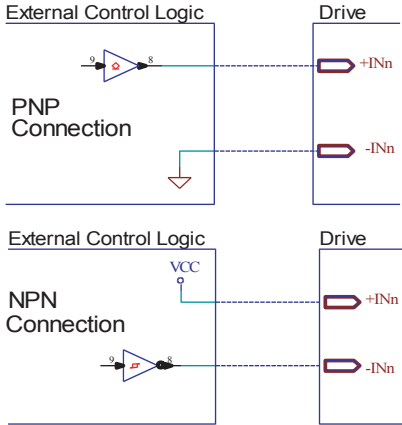 External Control Logic Drive
9 8 +INn
PNP
Connection
-INn
External Control Logic Drive
VCC
NPN +INn
Connection
9 8 -INn